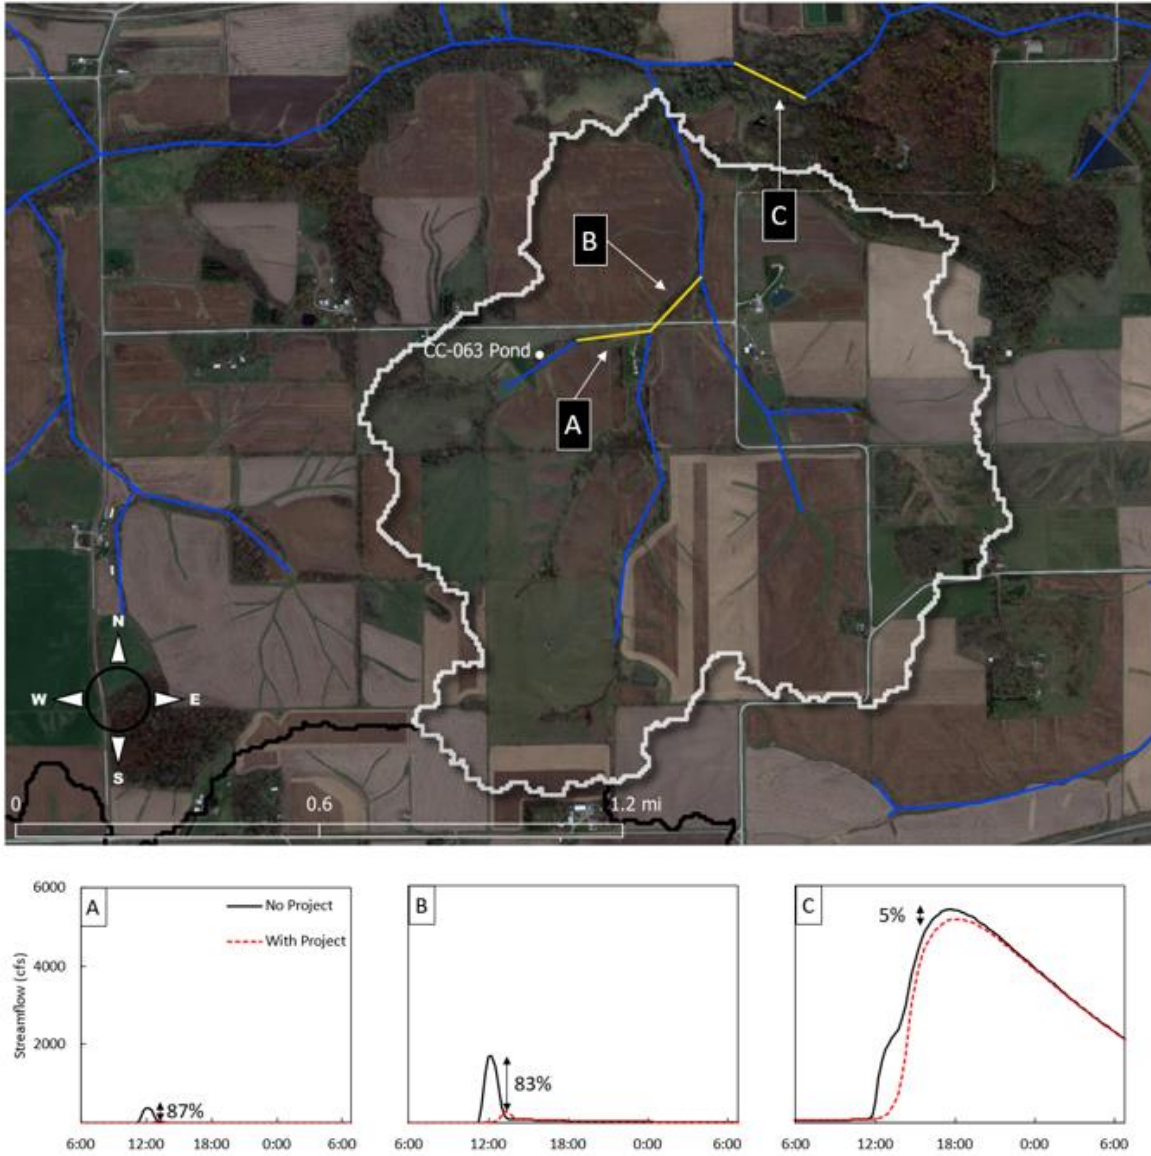 C
B
CC-063 Pond
A
N
W E
S
0 0.6 1.2 mi
6000
4000
2000
Streamflow (cfs)
A
No Project
With Project
87%
6:00 12:00 18:00 0:00 6:00
B
83%
6:00 12:00 18:00 0:00 6:00
C
5%
6:00 12:00 18:00 0:00 6:00